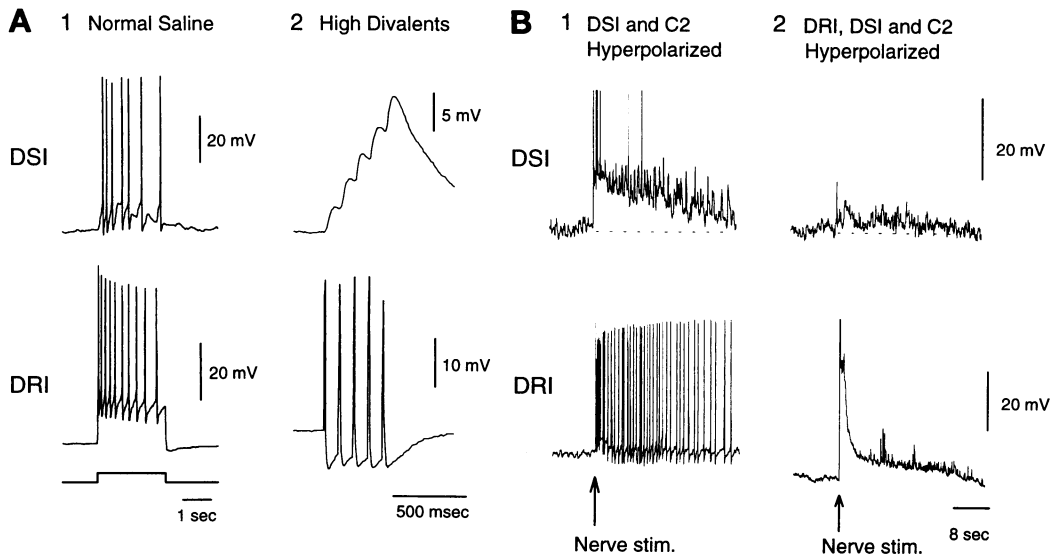 A
1 Normal Saline
2 High Divalents
DSI
20 mV
5 mV
DRI
20 mV
10 mV
1 sec
500 msec
B
1 DSI and C2
Hyperpolarized
2 DRI, DSI and C2
Hyperpolarized
DSI
20 mV
DRI
20 mV
Nerve stim.
Nerve stim.
8 sec